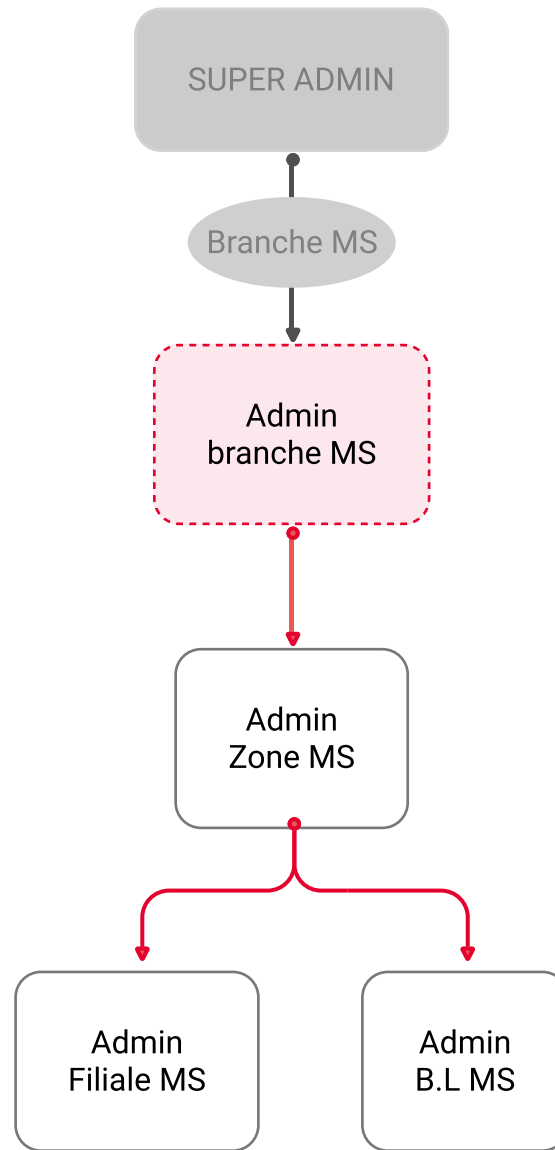 SUPER ADMIN
Branche MS
Admin
branche MS
Admin
Zone MS
Admin
Filiale MS
Admin
B.L MS